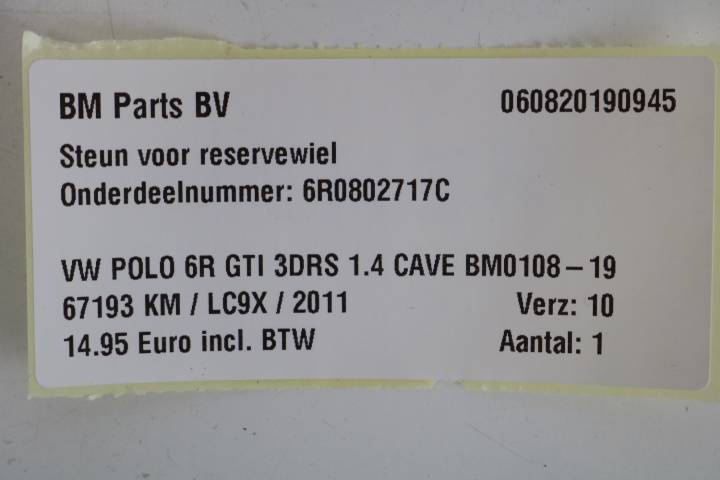 BM Parts BV 060820190945
Steun voor reservewiel
Onderdeelnummer: 6R0802717C
VW POLO 6R GTI 3DRS 1.4 CAVE BM0108-19
67193 KM / LC9X / 2011 Verz: 10
14.95 Euro incl. BTW Aantal: 1